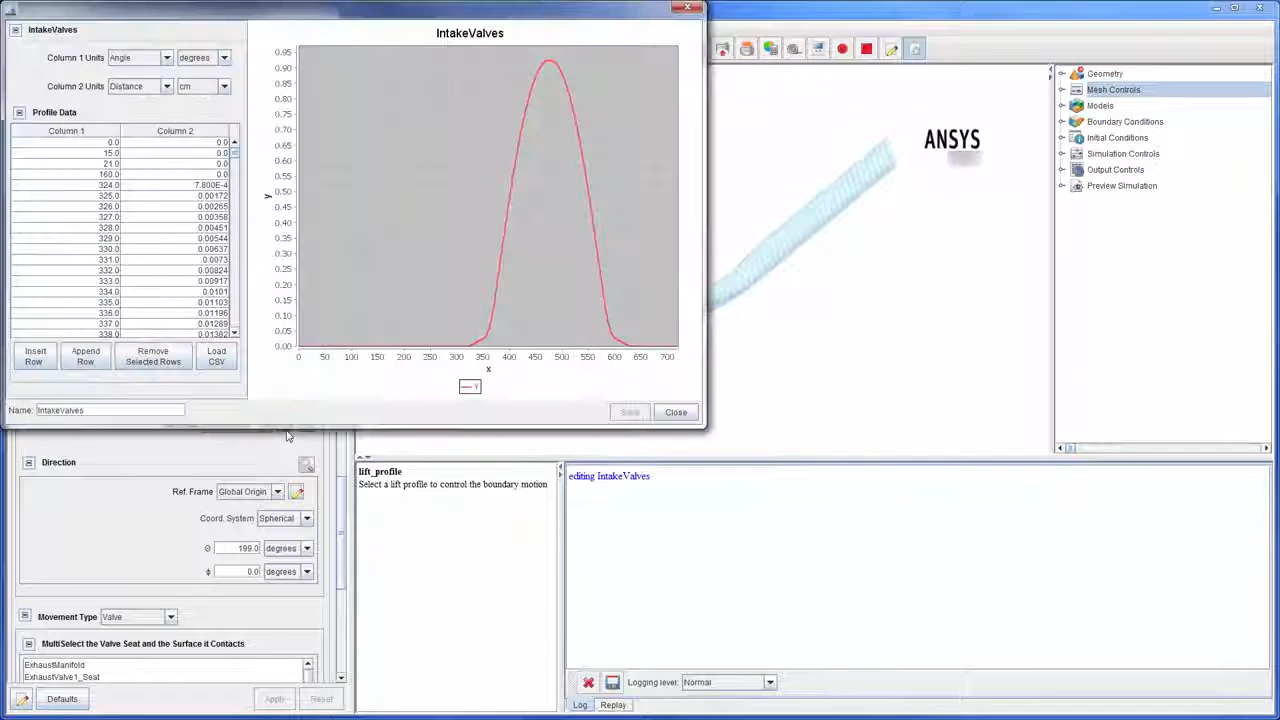 IntakeValves
Column 1 Units Angle degrees
Column 2 Units Distance cm
Profile Data
Column 1 Column 2
0.0 0.0
15.0 0.0
21.0 0.0
160.0 0.0
324.0 7.800E-4
325.0 0.00172
326.0 0.00265
327.0 0.00358
328.0 0.00451
329.0 0.00544
330.0 0.00637
331.0 0.0073
332.0 0.00824
333.0 0.00917
334.0 0.0101
335.0 0.01103
336.0 0.01196
337.0 0.01289
338.0 0.01382
Insert Row
Append Row
Remove Selected Rows
Load CSV
Name: IntakeValves
IntakeValves
0.95
0.90
0.85
0.80
0.75
0.70
0.65
0.60
0.55
0.50
0.45
0.40
0.35
0.30
0.25
0.20
0.15
0.10
0.05
0.00
y
0 50 100 150 200 250 300 350 400 450 500 550 600 650 700
x
Y
Save Close
ANSYS
Geometry
Mesh Controls
Models
Boundary Conditions
Initial Conditions
Simulation Controls
Output Controls
Preview Simulation
Direction
Ref. Frame Global Origin
Coord. System Spherical
Θ 199.0 degrees
ϕ 0.0 degrees
Movement Type Valve
MultiSelect the Valve Seat and the Surface it Contacts
ExhaustManifold
ExhaustValve1_Seat
Defaults Apply Reset
lift_profile
Select a lift profile to control the boundary motion
editing IntakeValves
Logging level: Normal
Log Replay